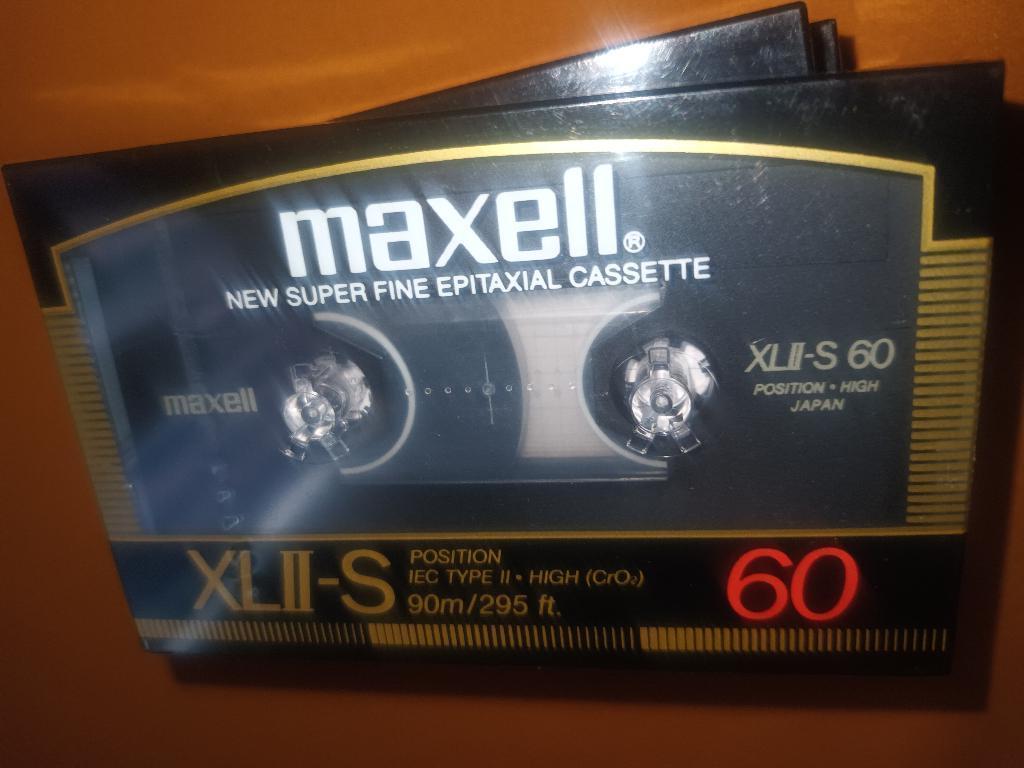 maxell®
NEW SUPER FINE EPITAXIAL CASSETTE
maxell
XLII-S 60
POSITION • HIGH
JAPAN
XLII-S
POSITION
IEC TYPE II • HIGH (CrO₂)
90m/295 ft.
60